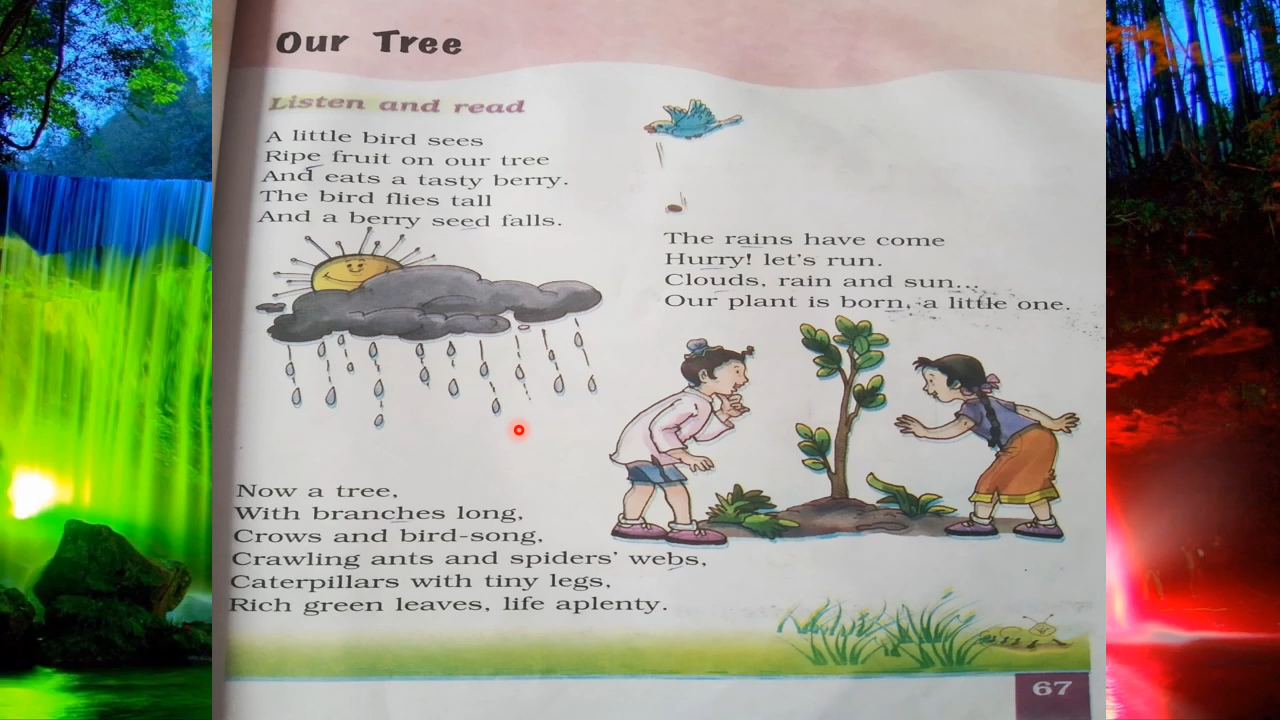 Our Tree
Listen and read
A little bird sees
Ripe fruit on our tree
And eats a tasty berry.
The bird flies tall
And a berry seed falls.
The rains have come
Hurry! let's run.
Clouds, rain and sun...
Our plant is born, a little one.
Now a tree,
With branches long,
Crows and bird-song,
Crawling ants and spiders' webs,
Caterpillars with tiny legs,
Rich green leaves, life aplenty.
67